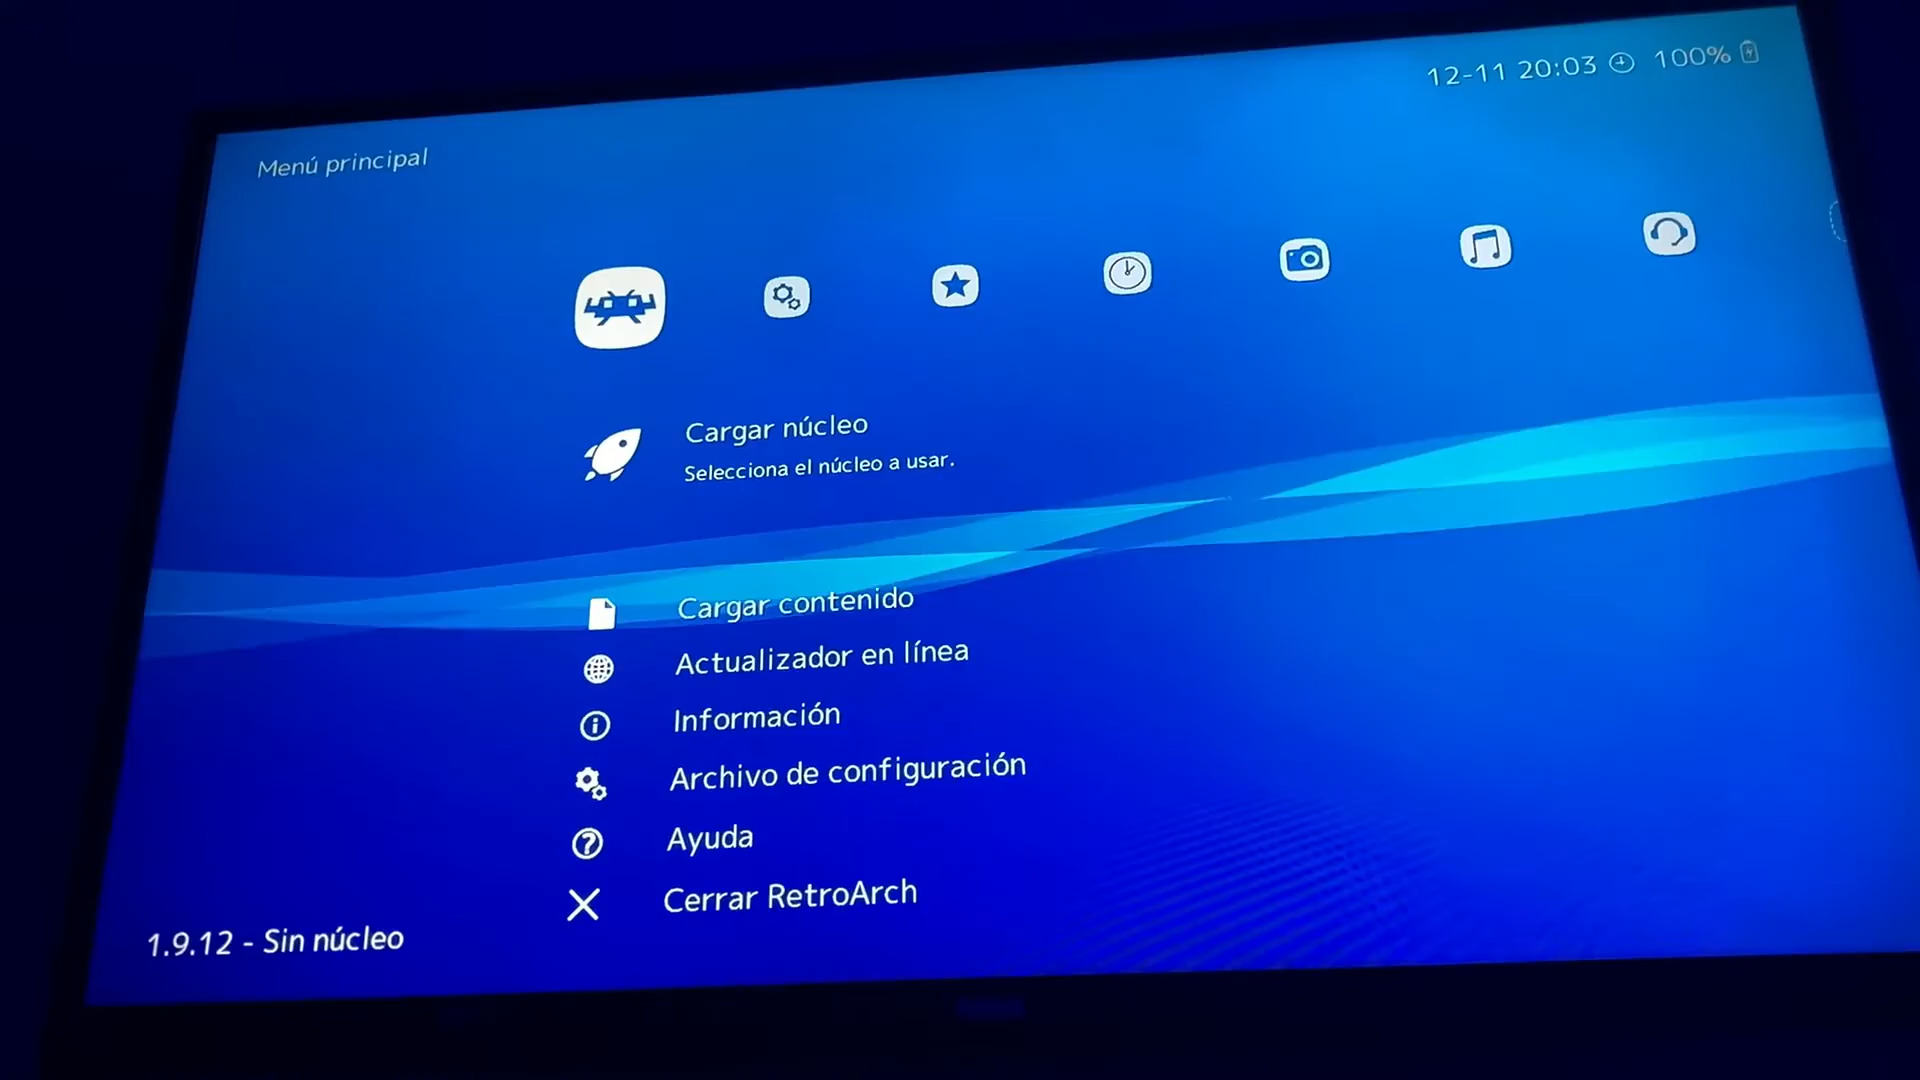 12-11 20:03 100%
Menú principal
Cargar núcleo
Selecciona el núcleo a usar.
Cargar contenido
Actualizador en línea
Información
Archivo de configuración
Ayuda
Cerrar RetroArch
1.9.12 - Sin núcleo